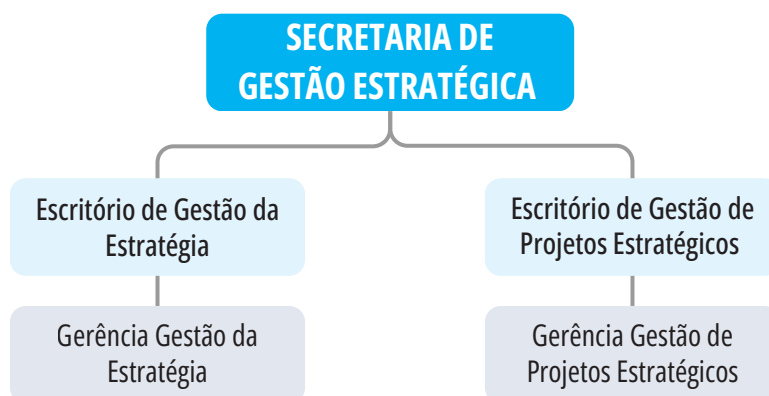 SECRETARIA DE
GESTÃO ESTRATÉGICA
Escritório de Gestão da
Estratégia
Escritório de Gestão de
Projetos Estratégicos
Gerência Gestão da
Estratégia
Gerência Gestão de
Projetos Estratégicos